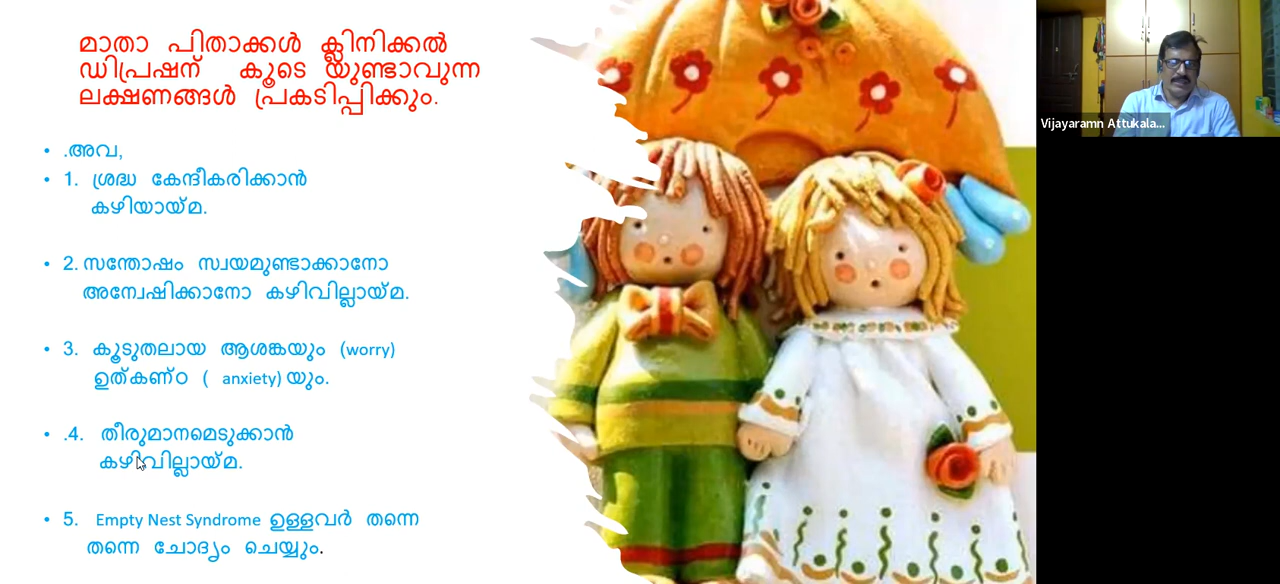 മാതാ പിതാക്കൾ ക്ലിനിക്കൽ
ഡിപ്രഷന് കൂടെ യുണ്ടാവുന്ന
ലക്ഷണങ്ങൾ പ്രകടിപ്പിക്കും.
• .അവ,
• 1. ശ്രദ്ധ കേന്ദീകരിക്കാൻ
കഴിയായ്മ.
• 2. സന്തോഷം സ്വയമുണ്ടാക്കാനോ
അന്വേഷിക്കാനോ കഴിവില്ലായ്മ.
• 3. കൂടുതലായ ആശങ്കയും (worry)
ഉത്കണ്ഠ ( anxiety) യും.
• .4. തീരുമാനമെടുക്കാൻ
കഴിവില്ലായ്മ.
• 5. Empty Nest Syndrome ഉള്ളവർ തന്നെ
തന്നെ ചോദ്യം ചെയ്യും.
Vijayaramn Attukala...